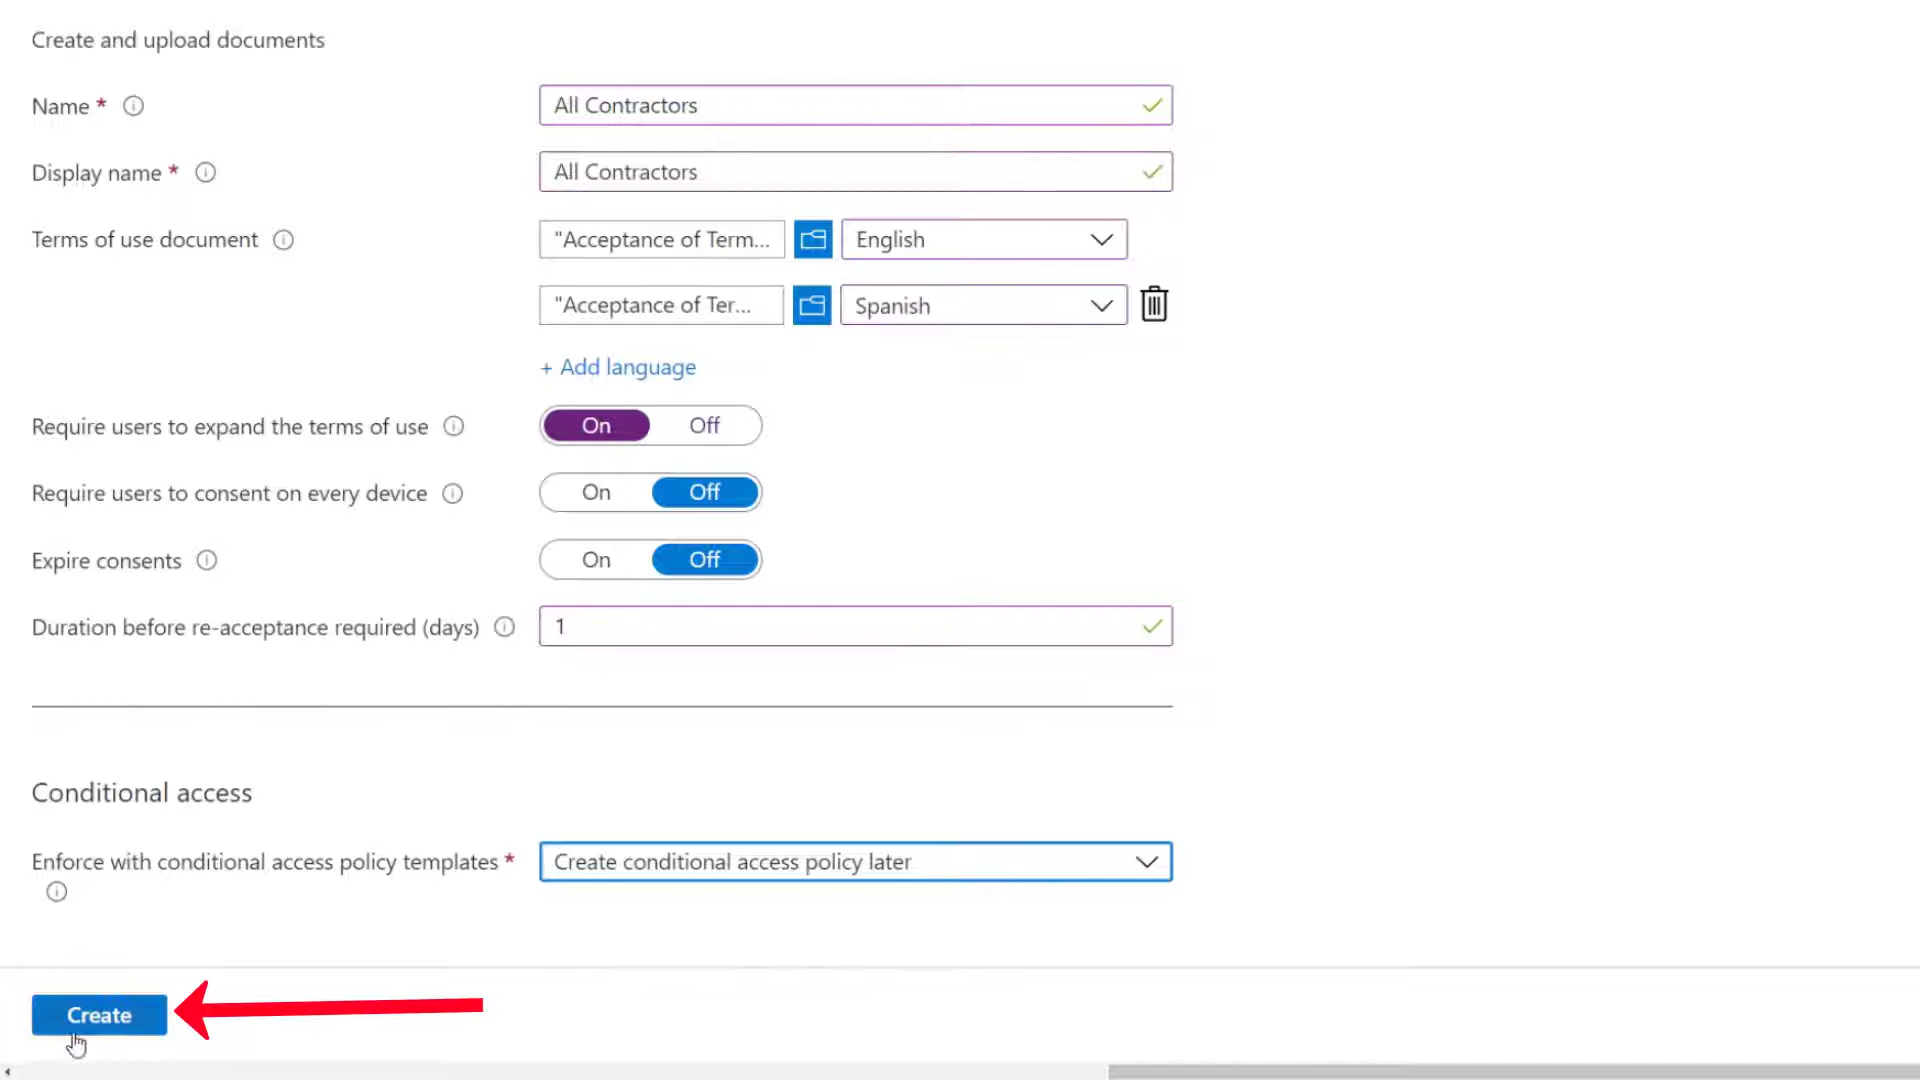 Create and upload documents
Name * All Contractors
Display name * All Contractors
Terms of use document "Acceptance of Term... English
"Acceptance of Ter... Spanish
+ Add language
Require users to expand the terms of use On Off
Require users to consent on every device On Off
Expire consents On Off
Duration before re-acceptance required (days) 1
Conditional access
Enforce with conditional access policy templates * Create conditional access policy later
Create